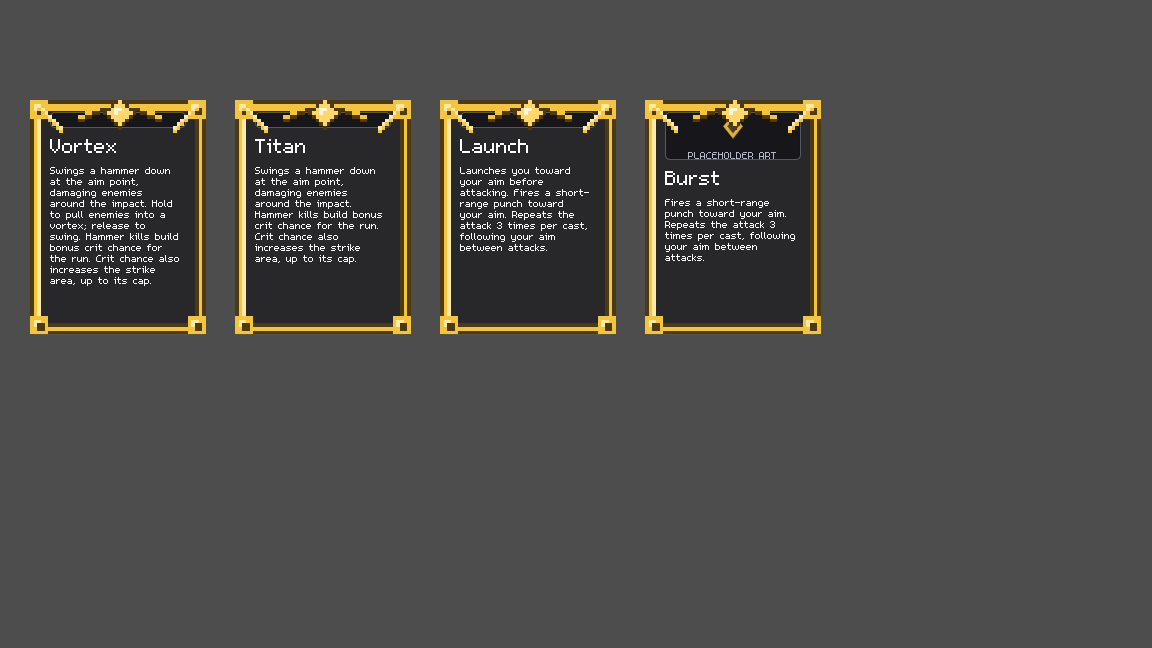 Vortex
Swings a hammer down
at the aim point,
damaging enemies
around the impact. Hold
to pull enemies into a
vortex; release to
swing. Hammer kills build
bonus crit chance for
the run. Crit chance also
increases the strike
area, up to its cap.
Titan
Swings a hammer down
at the aim point,
damaging enemies
around the impact.
Hammer kills build bonus
crit chance for the run.
Crit chance also
increases the strike
area, up to its cap.
Launch
Launches you toward
your aim before
attacking. Fires a short-
range punch toward
your aim. Repeats the
attack 3 times per cast,
following your aim
between attacks.
PLACEHOLDER ART
Burst
Fires a short-range
punch toward your aim.
Repeats the attack 3
times per cast, following
your aim between
attacks.